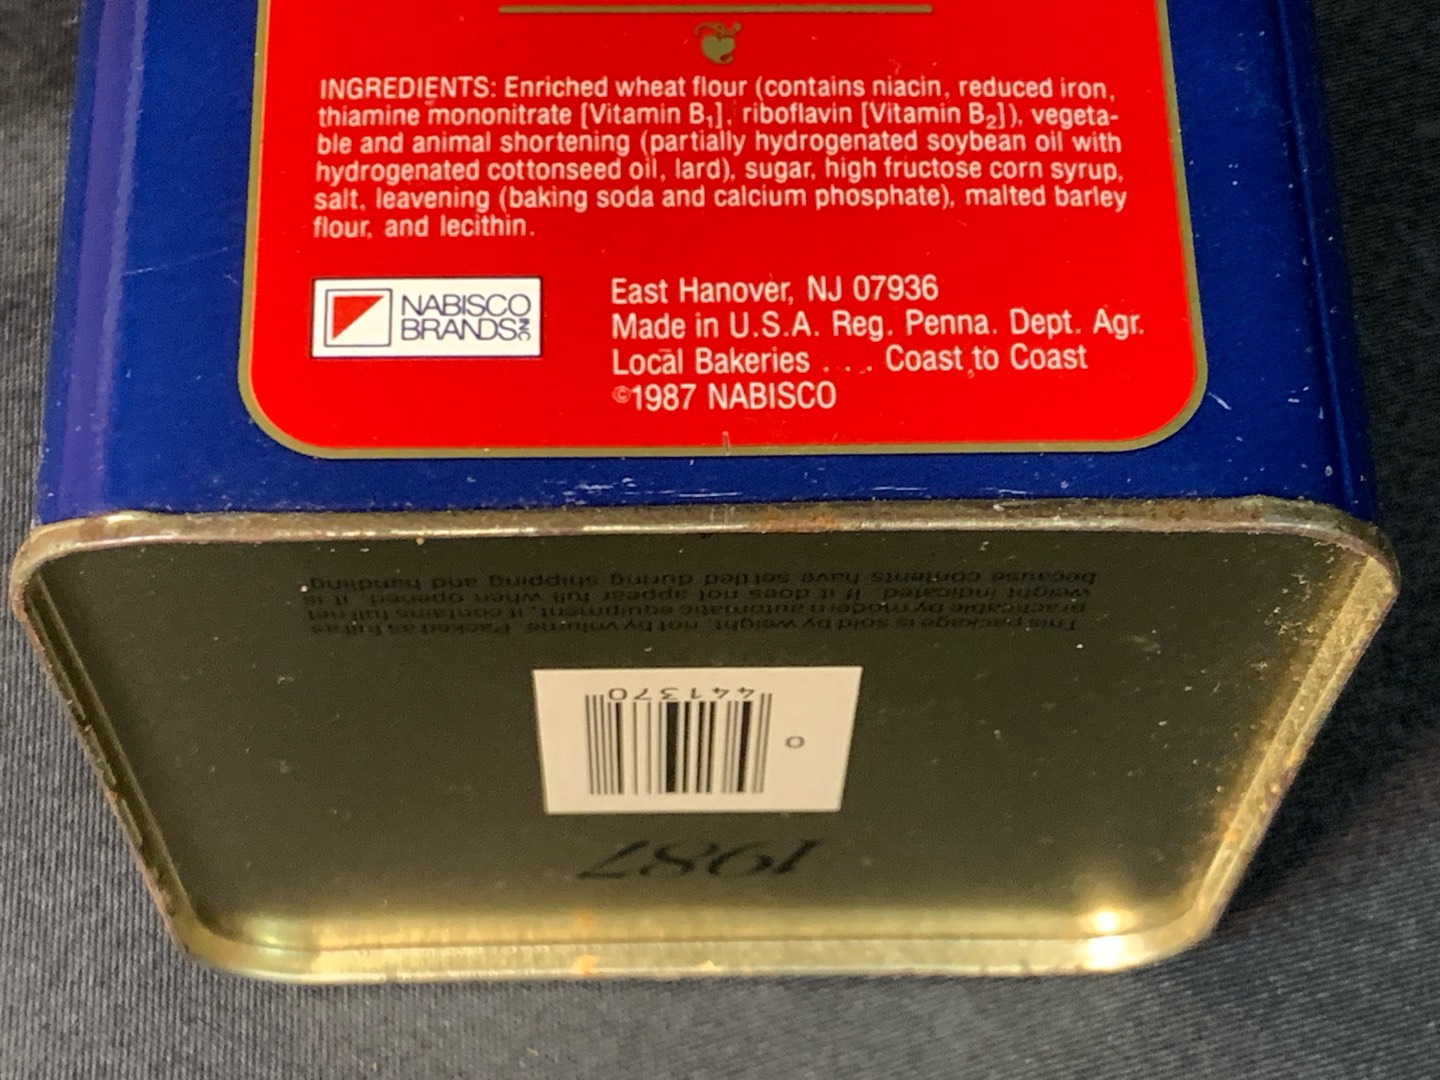 INGREDIENTS: Enriched wheat flour (contains niacin, reduced iron,
thiamine mononitrate [Vitamin B₁], riboflavin [Vitamin B₂]), vegeta-
ble and animal shortening (partially hydrogenated soybean oil with
hydrogenated cottonseed oil, lard), sugar, high fructose corn syrup,
salt, leavening (baking soda and calcium phosphate), malted barley
flour, and lecithin.
NABISCO
BRANDS INC
East Hanover, NJ 07936
Made in U.S.A. Reg. Penna. Dept. Agr.
Local Bakeries . . . Coast to Coast
©1987 NABISCO
1987
0
441370
This package is sold by weight, not by volume. Packed as full as
practicable by modern automatic equipment, it contains full net
weight indicated. If it does not appear full when opened, it is
because contents have settled during shipping and handling